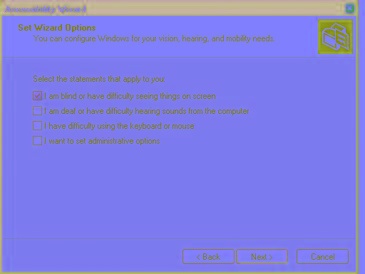 Accessibility Wizard
Set Wizard Options
You can configure Windows for your vision, hearing, and mobility needs.
Select the statements that apply to you:
I am blind or have difficulty seeing things on screen.
I am deaf or have difficulty hearing sounds from the computer.
I have difficulty using the keyboard or mouse.
I want to set administrative options.
< Back
Next >
Cancel